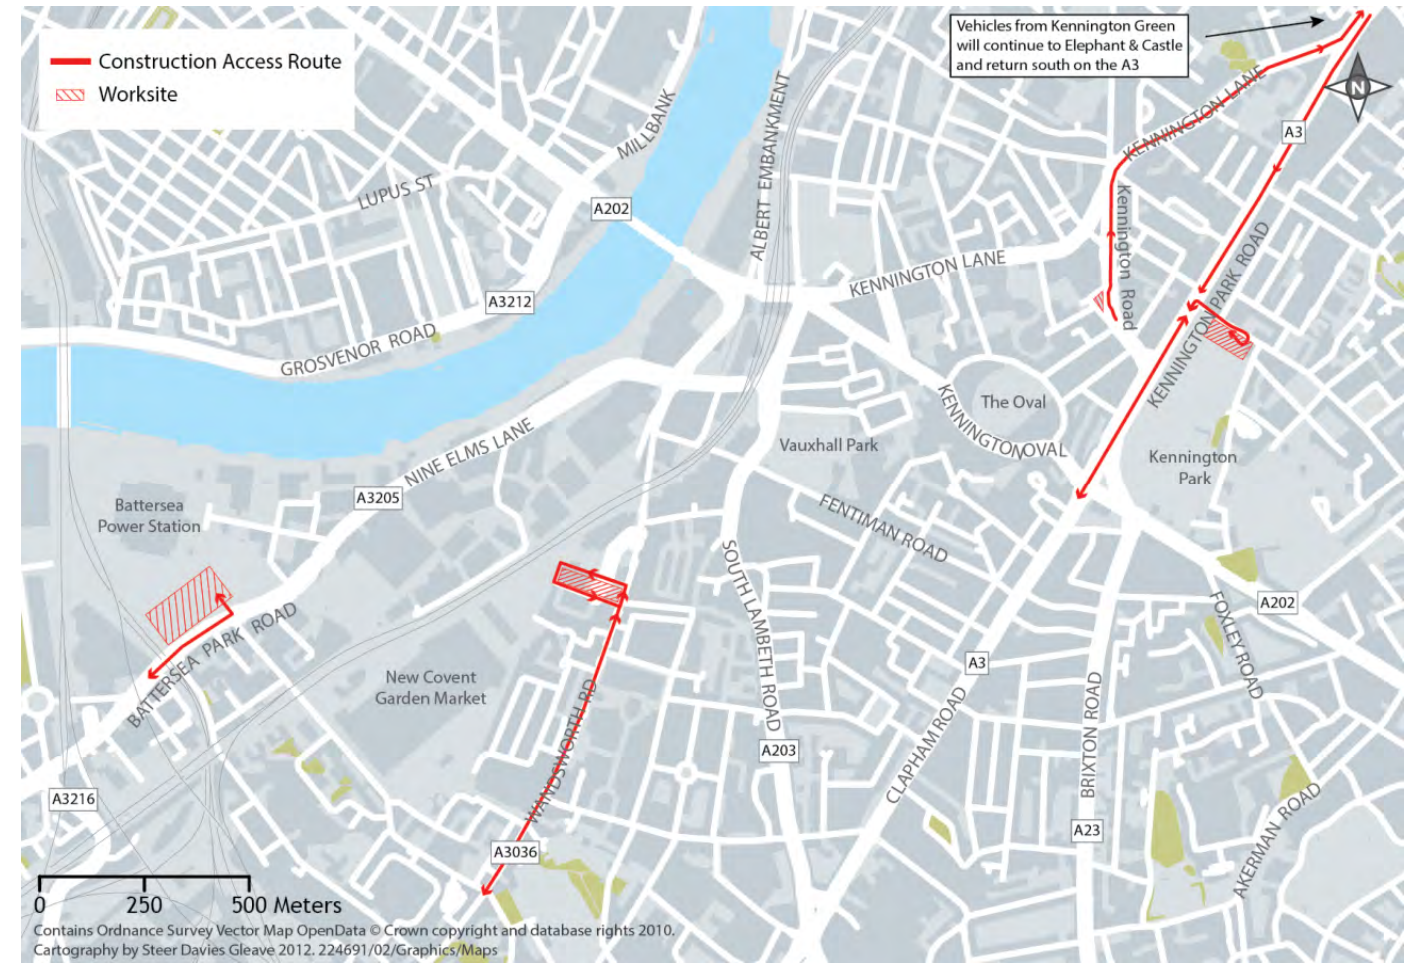 Vehicles from Kennington Green
will continue to Elephant & Castle
and return south on the A3
Construction Access Route
Worksite
N
MILLBANK
ALBERT EMBANKMENT
KENNINGTON LANE
A3
LUPUS ST
A202
Kennington Road
KENNINGTON PARK ROAD
KENNINGTON LANE
A3212
GROSVENOR ROAD
The Oval
KENNINGTON OVAL
NINE ELMS LANE
Vauxhall Park
Kennington
Park
A3205
Battersea
Power Station
FENTIMAN ROAD
SOUTH LAMBETH ROAD
FOXLEY ROAD
A202
BATTERSEA PARK ROAD
New Covent
Garden Market
WANDSWORTH RD
A3
CLAPHAM ROAD
BRIXTON ROAD
A203
A3216
A23
AKERMAN ROAD
A3036
0 250 500 Meters
Contains Ordnance Survey Vector Map OpenData © Crown copyright and database rights 2010.
Cartography by Steer Davies Gleave 2012. 224691/02/Graphics/Maps